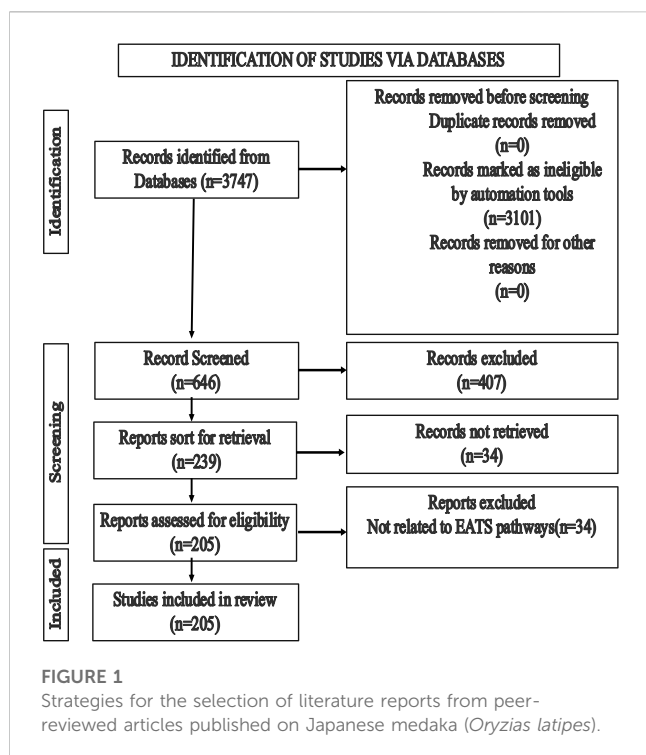 IDENTIFICATION OF STUDIES VIA DATABASES
Identification
Records identified from
Databases (n=3747)
Records removed before screening
Duplicate records removed
(n=0)
Records marked as ineligible
by automation tools
(n=3101)
Records removed for other
reasons
(n=0)
Screening
Record Screened
(n=646)
Records excluded
(n=407)
Reports sort for retrieval
(n=239)
Records not retrieved
(n=34)
Reports assessed for eligibility
(n=205)
Reports excluded
Not related to EATS pathways(n=34)
Included
Studies included in review
(n=205)
FIGURE 1
Strategies for the selection of literature reports from peer-
reviewed articles published on Japanese medaka (Oryzias latipes).